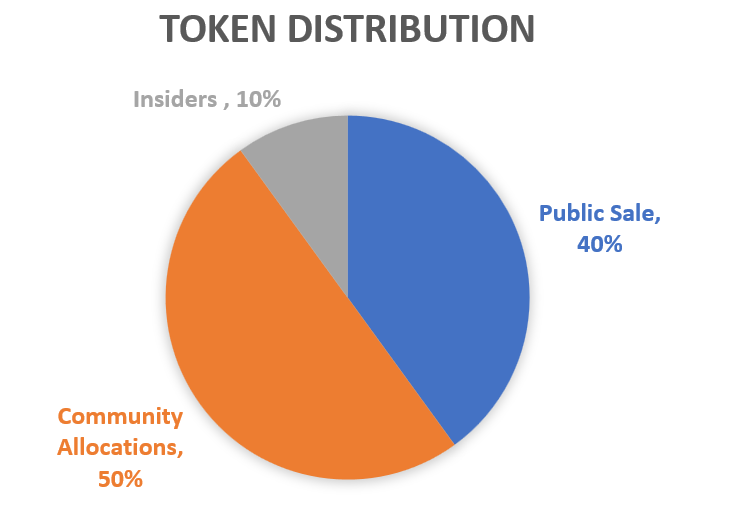 TOKEN DISTRIBUTION
Insiders , 10%
Public Sale,
40%
Community
Allocations,
50%